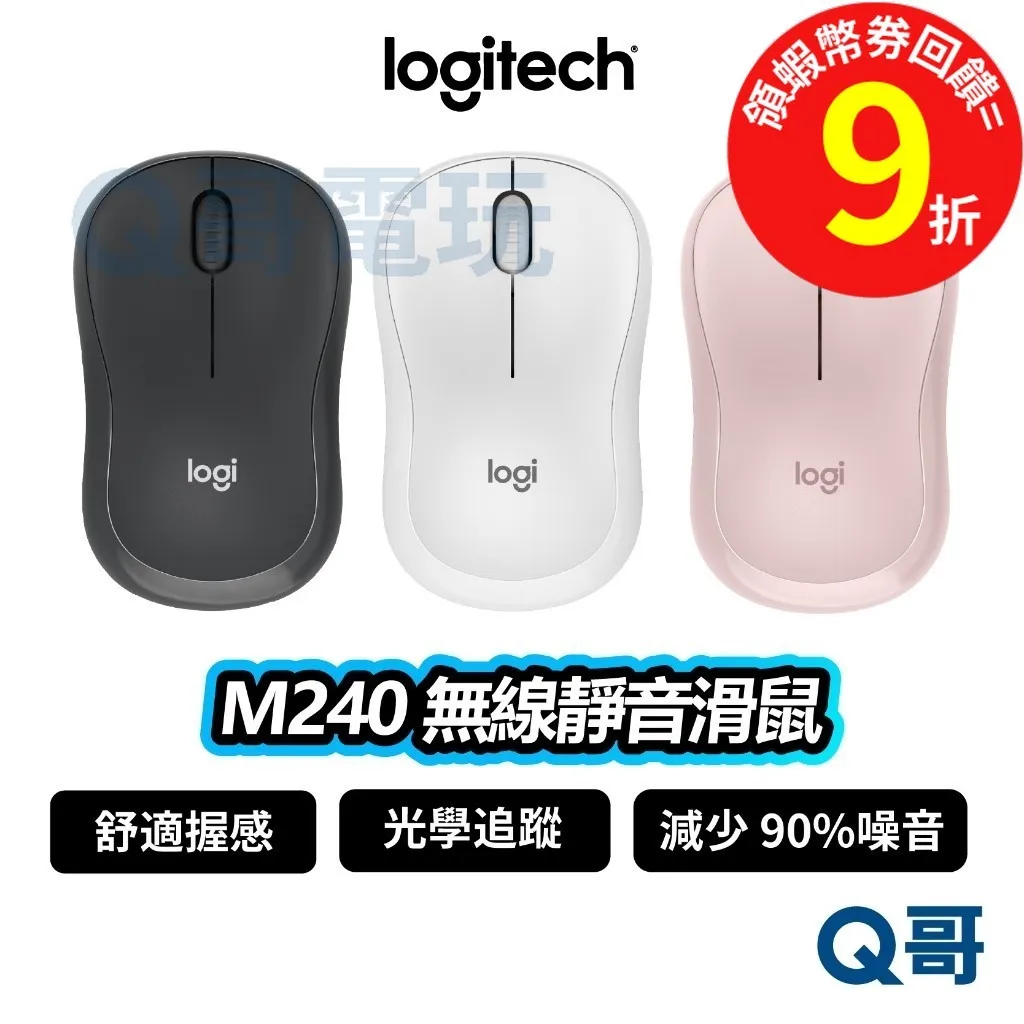 logitech
領蝦幣券回饋=
9折
Q哥電玩
logi
logi
logi
M240 無線靜音滑鼠
舒適握感
光學追蹤
減少 90%噪音
Q哥